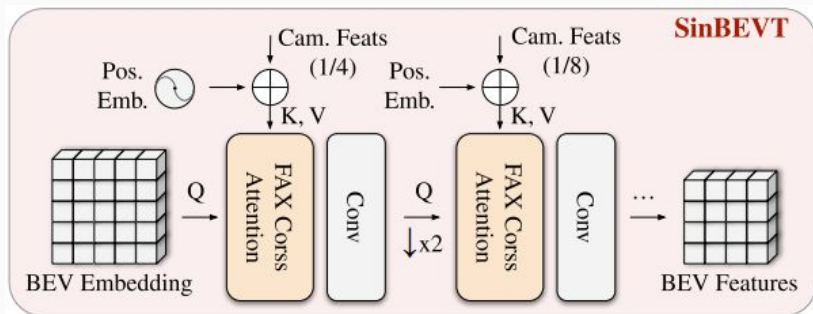 SinBEVT
Cam. Feats
(1/4)
Cam. Feats
(1/8)
Pos.
Emb.
Pos.
Emb.
K, V
K, V
Q
FAX Corss
Attention
Conv
Q
↓x2
FAX Corss
Attention
Conv
...
BEV Embedding
BEV Features